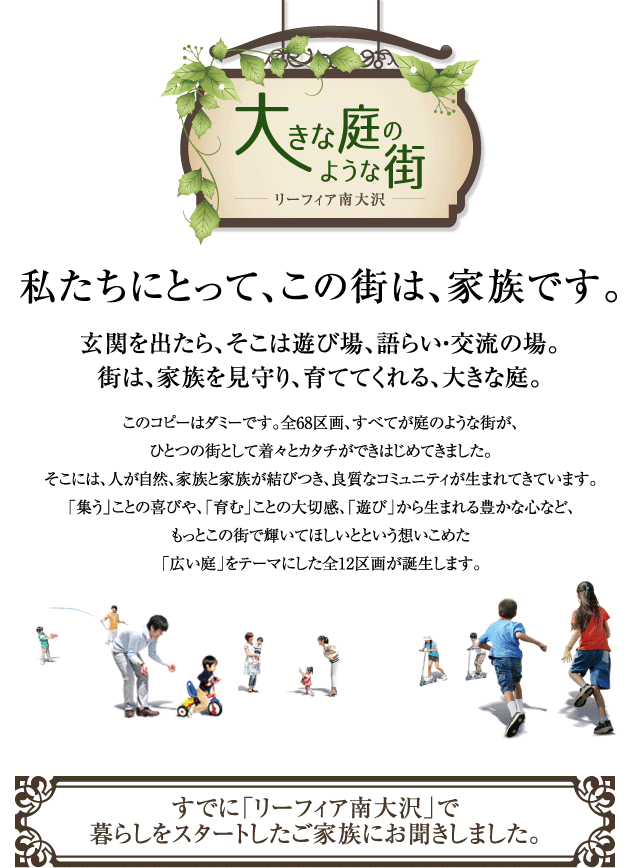 大きな庭の
ような街
リーフィア南大沢
私たちにとって、この街は、家族です。
玄関を出たら、そこは遊び場、語らい・交流の場。
街は、家族を見守り、育ててくれる、大きな庭。
このコピーはダミーです。全68区画、すべてが庭のような街が、
ひとつの街として着々とカタチができはじめてきました。
そこには、人が自然、家族と家族が結びつき、良質なコミュニティが生まれてきています。
「集う」ことの喜びや、「育む」ことの大切感、「遊び」から生まれる豊かな心など、
もっとこの街で輝いてほしいとという想いこめた
「広い庭」をテーマにした全12区画が誕生します。
すでに「リーフィア南大沢」で
暮らしをスタートしたご家族にお聞きしました。